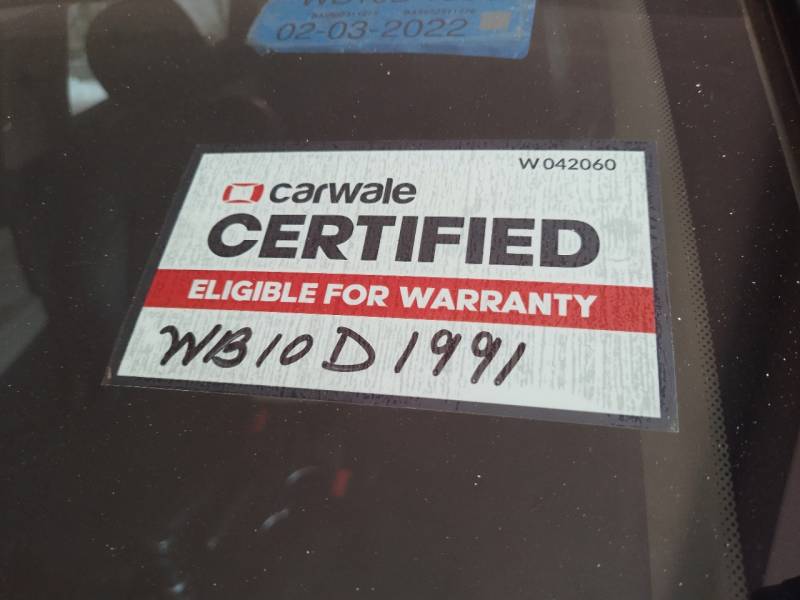 02-03-2022
W 042060
carwale
CERTIFIED
ELIGIBLE FOR WARRANTY
WB10D1991